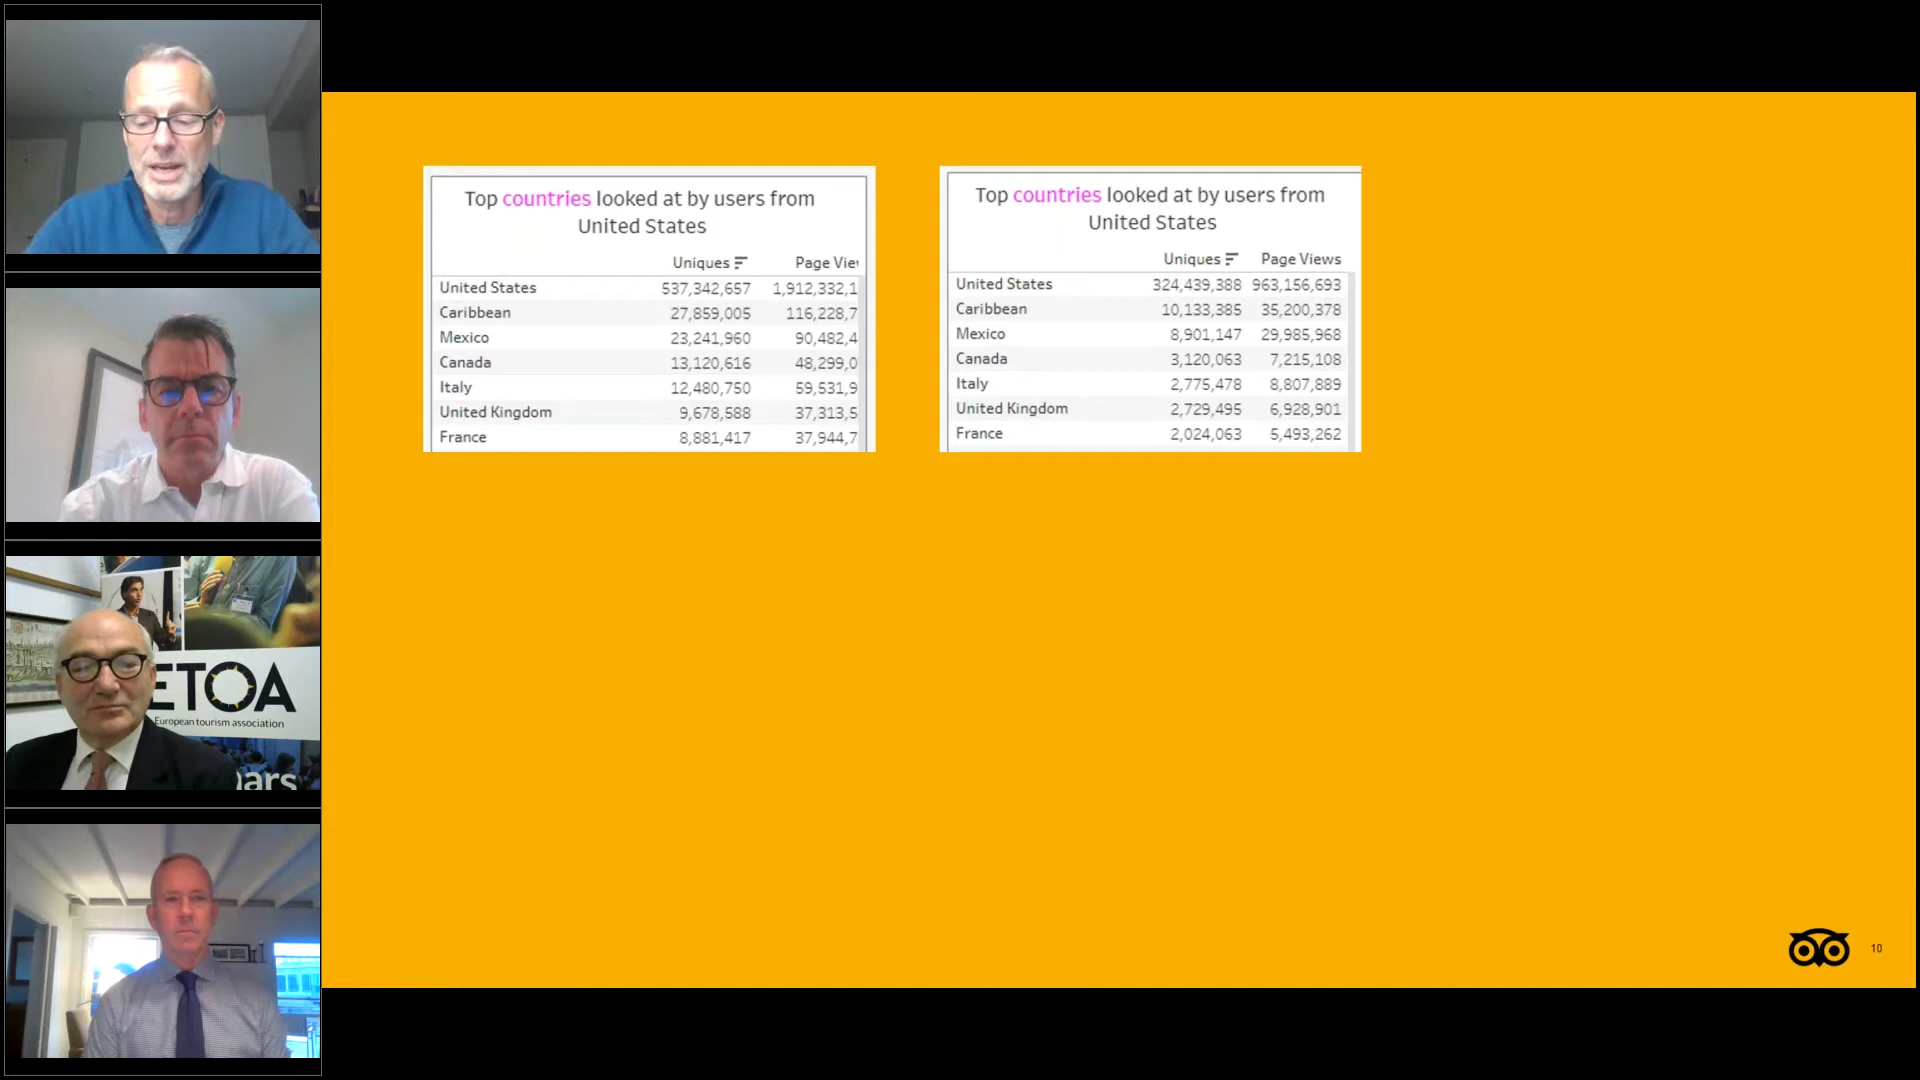 Top countries looked at by users from
United States
Uniques Page Vie
United States 537,342,657 1,912,332,1
Caribbean 27,859,005 116,228,7
Mexico 23,241,960 90,482,4
Canada 13,120,616 48,299,0
Italy 12,480,750 59,531,9
United Kingdom 9,678,588 37,313,5
France 8,881,417 37,944,7
Top countries looked at by users from
United States
Uniques Page Views
United States 324,439,388 963,156,693
Caribbean 10,133,385 35,200,378
Mexico 8,901,147 29,985,968
Canada 3,120,063 7,215,108
Italy 2,775,478 8,807,889
United Kingdom 2,729,495 6,928,901
France 2,024,063 5,493,262
ETOA
European tourism association
ars
10